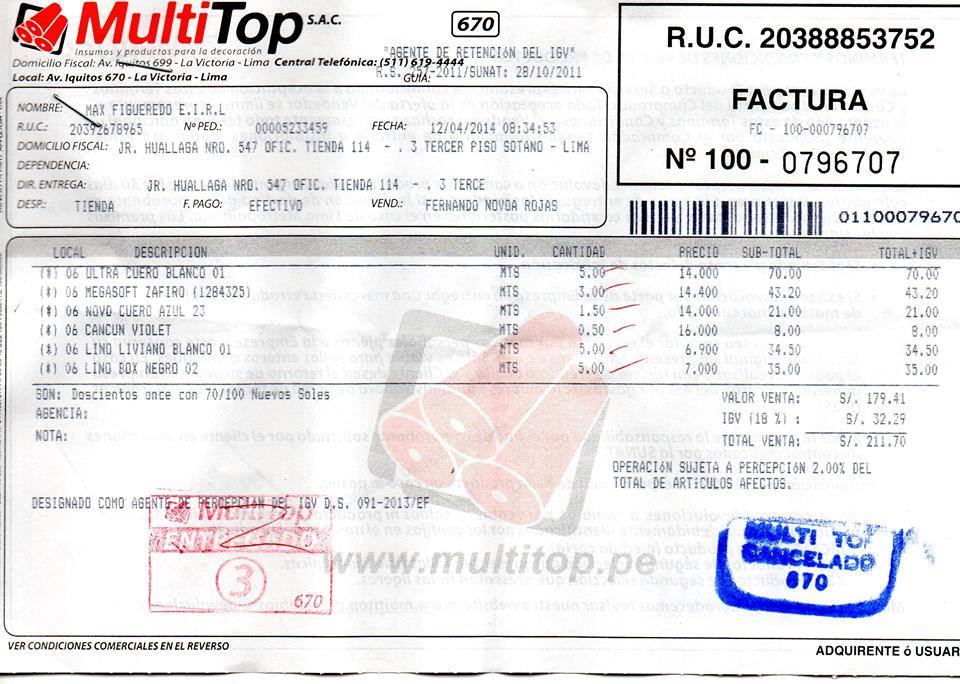 MultiTop S.A.C.
Insumos y productos para la decoración
Domicilio Fiscal: Av. Iquitos 699 - La Victoria - Lima Central Telefónica: (511) 619-4444
Local: Av. Iquitos 670 - La Victoria - Lima
670
"AGENTE DE RETENCIÓN DEL IGV"
R.S. 257-2011/SUNAT: 28/10/2011
GUÍA:
R.U.C. 20388853752
FACTURA
FC - 100-000796707
Nº 100 - 0796707
01100079670
NOMBRE: MAX FIGUEREDO E.I.R.L
R.U.C.: 20392678965 Nº PED.: 00005233459 FECHA: 12/04/2014 08:34:53
DOMICILIO FISCAL: JR. HUALLAGA NRO. 547 OFIC. TIENDA 114 - . 3 TERCER PISO SOTANO - LIMA
DEPENDENCIA:
DIR. ENTREGA: JR. HUALLAGA NRO. 547 OFIC. TIENDA 114 - . 3 TERCE
DESP.: TIENDA F. PAGO: EFECTIVO VEND.: FERNANDO NOVOA ROJAS
LOCAL DESCRIPCION UNID. CANTIDAD PRECIO SUB-TOTAL TOTAL+IGV
(*) 06 ULTRA CUERO BLANCO 01 MTS 5.00 14.000 70.00 70.00
(*) 06 MEGASOFT ZAFIRO (1284325) MTS 3.00 14.400 43.20 43.20
(*) 06 NOVO CUERO AZUL 23 MTS 1.50 14.000 21.00 21.00
(*) 06 CANCUN VIOLET MTS 0.50 16.000 8.00 8.00
(*) 06 LINO LIVIANO BLANCO 01 MTS 5.00 6.900 34.50 34.50
(*) 06 LINO BOX NEGRO 02 MTS 5.00 7.000 35.00 35.00
SON: Doscientos once con 70/100 Nuevos Soles
AGENCIA:
NOTA:
VALOR VENTA: S/. 179.41
IGV (18 %) : S/. 32.29
TOTAL VENTA: S/. 211.70
OPERACIÓN SUJETA A PERCEPCIÓN 2.00% DEL
TOTAL DE ARTÍCULOS AFECTOS.
DESIGNADO COMO AGENTE DE PERCEPCIÓN DEL IGV D.S. 091-2013/EF
MultiTop
ENTREGADO
3
670
www.multitop.pe
MULTI TOP
CANCELADO
670
VER CONDICIONES COMERCIALES EN EL REVERSO
ADQUIRENTE ó USUAR